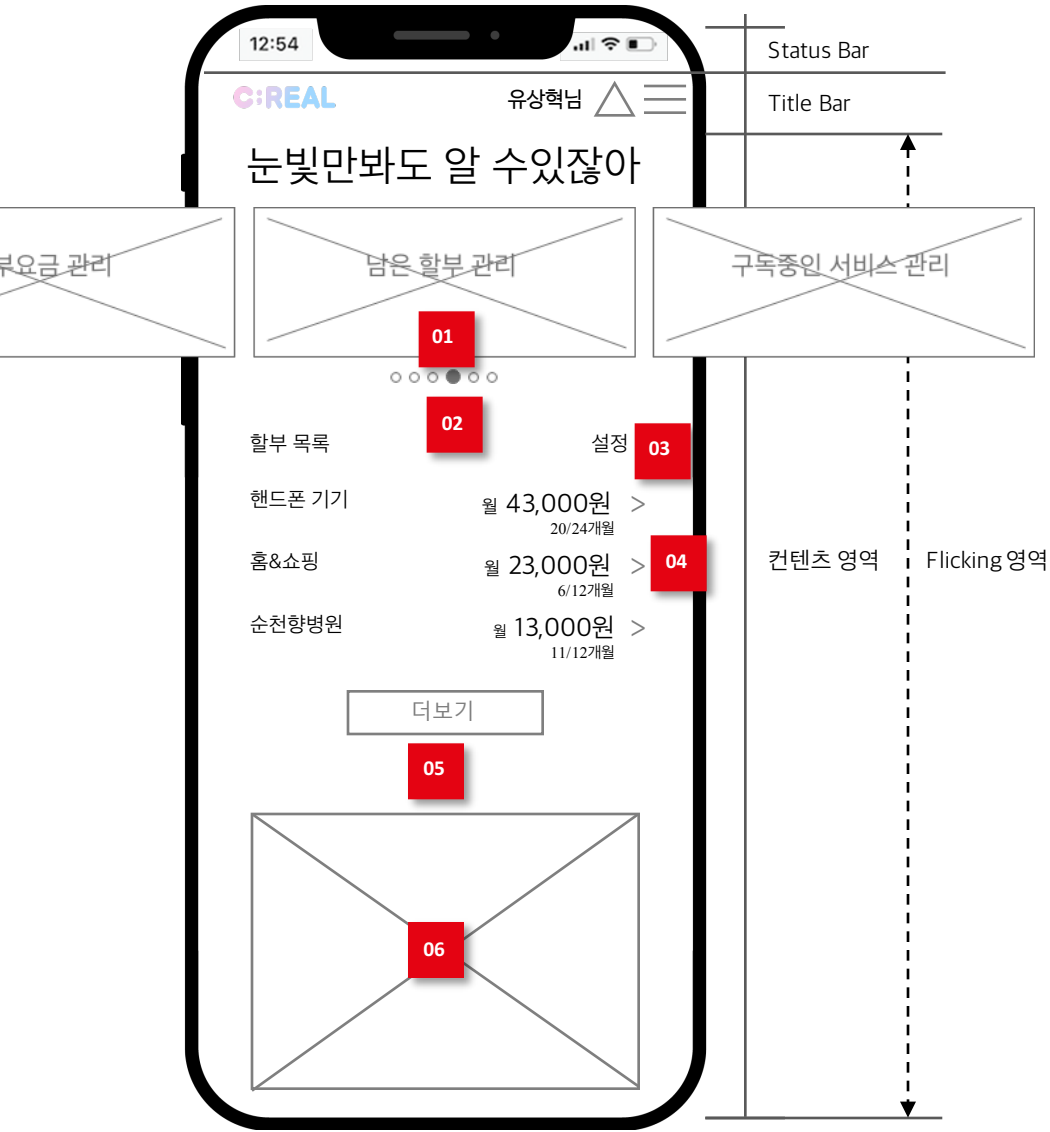 12:54
Status Bar
C:REAL
유상혁님
Title Bar
눈빛만봐도 알 수있잖아
부요금 관리
남은 할부 관리
구독중인 서비스 관리
01
02
할부 목록
설정
03
핸드폰 기기
월 43,000원 >
20/24개월
홈&쇼핑
월 23,000원 >
04
6/12개월
컨텐츠 영역
Flicking 영역
순천향병원
월 13,000원 >
11/12개월
더보기
05
06